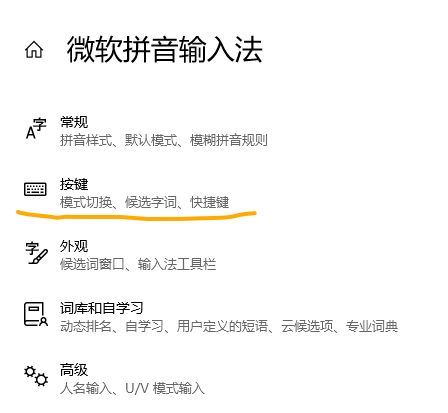 微软拼音输入法
常规
拼音样式、默认模式、模糊拼音规则
按键
模式切换、候选字词、快捷键
外观
候选词窗口、输入法工具栏
词库和自学习
动态排名、自学习、用户定义的短语、云候选项、专业词典
高级
人名输入、U/V 模式输入